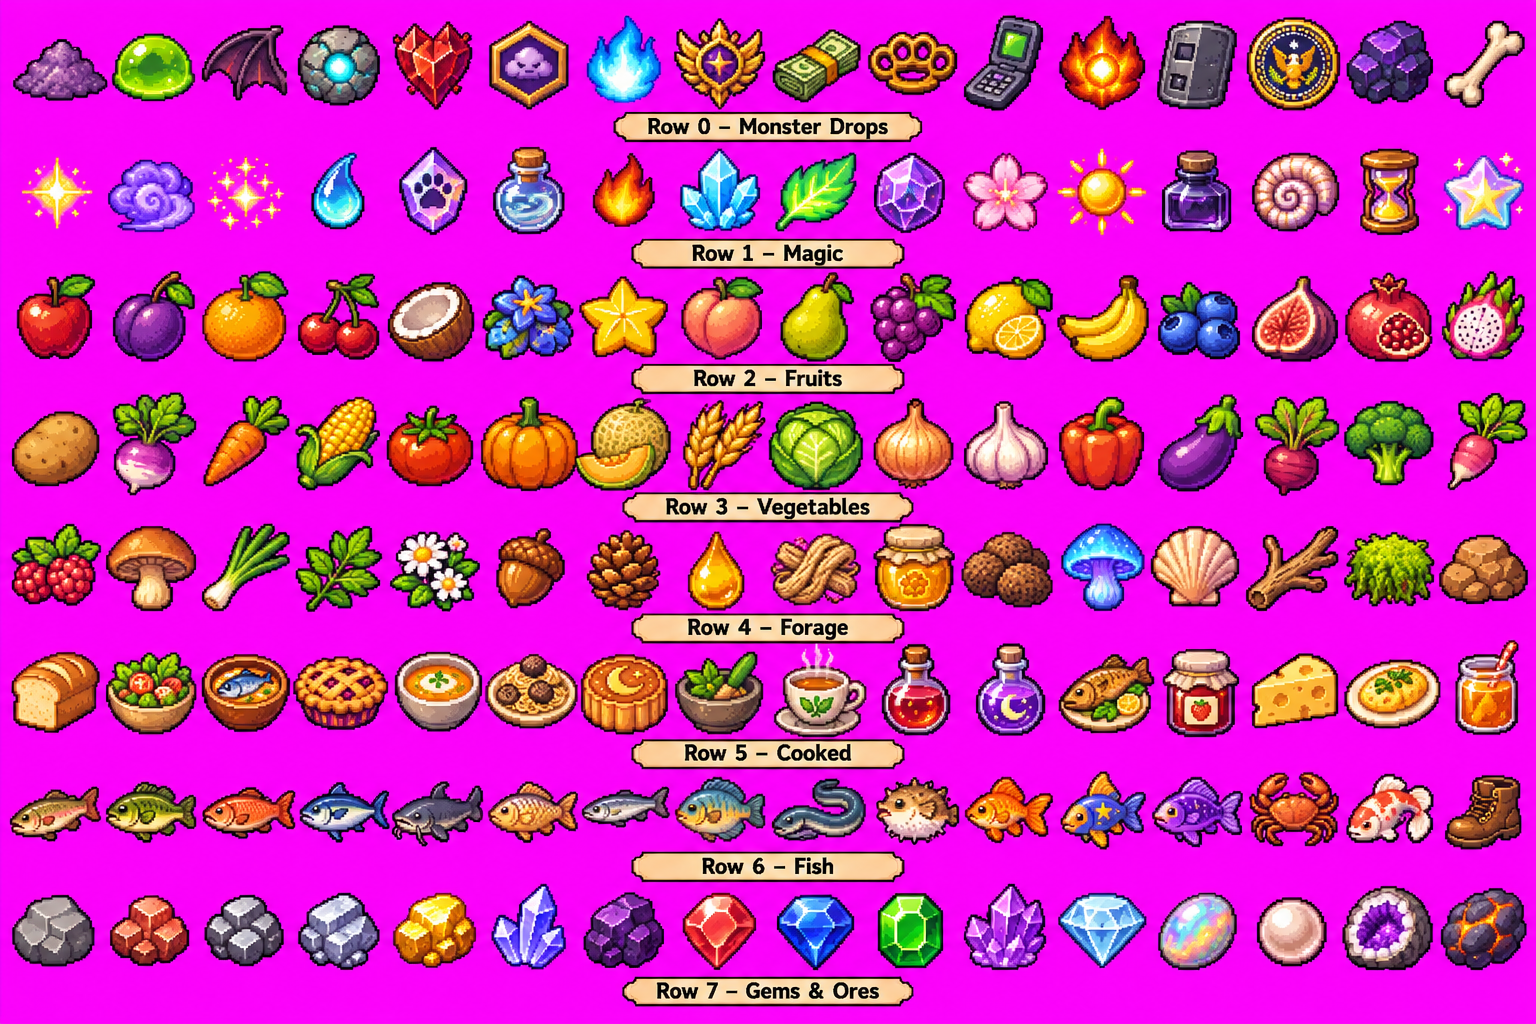 Row 0 – Monster Drops
Row 1 – Magic
Row 2 – Fruits
Row 3 – Vegetables
Row 4 – Forage
Row 5 – Cooked
Row 6 – Fish
Row 7 – Gems & Ores